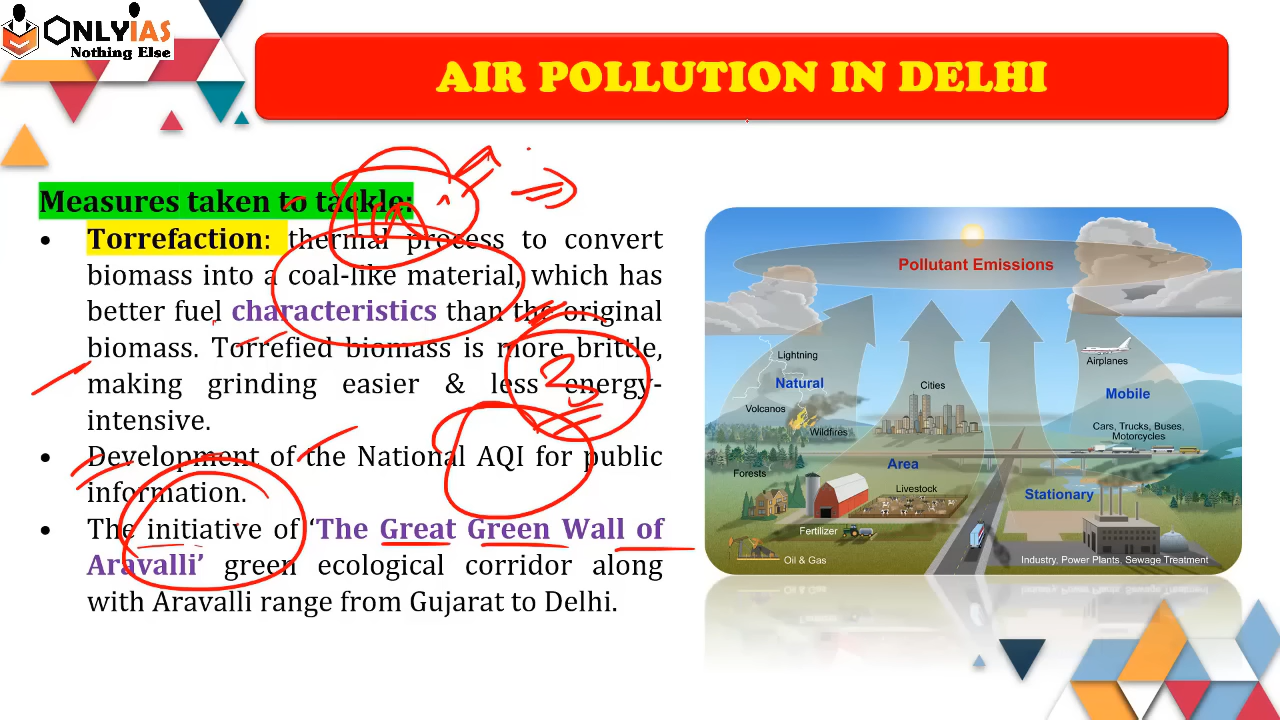 ONLYIAS
Nothing Else
AIR POLLUTION IN DELHI
Measures taken to tackle:
• Torrefaction: thermal process to convert
biomass into a coal-like material, which has
better fuel characteristics than the original
biomass. Torrefied biomass is more brittle,
making grinding easier & less energy-
intensive.
• Development of the National AQI for public
information.
• The initiative of ‘The Great Green Wall of
Aravalli’ green ecological corridor along
with Aravalli range from Gujarat to Delhi.
Pollutant Emissions
Lightning
Natural
Volcanos
Wildfires
Forests
Cities
Area
Livestock
Fertilizer
Oil & Gas
Airplanes
Mobile
Cars, Trucks, Buses,
Motorcycles
Stationary
Industry, Power Plants, Sewage Treatment